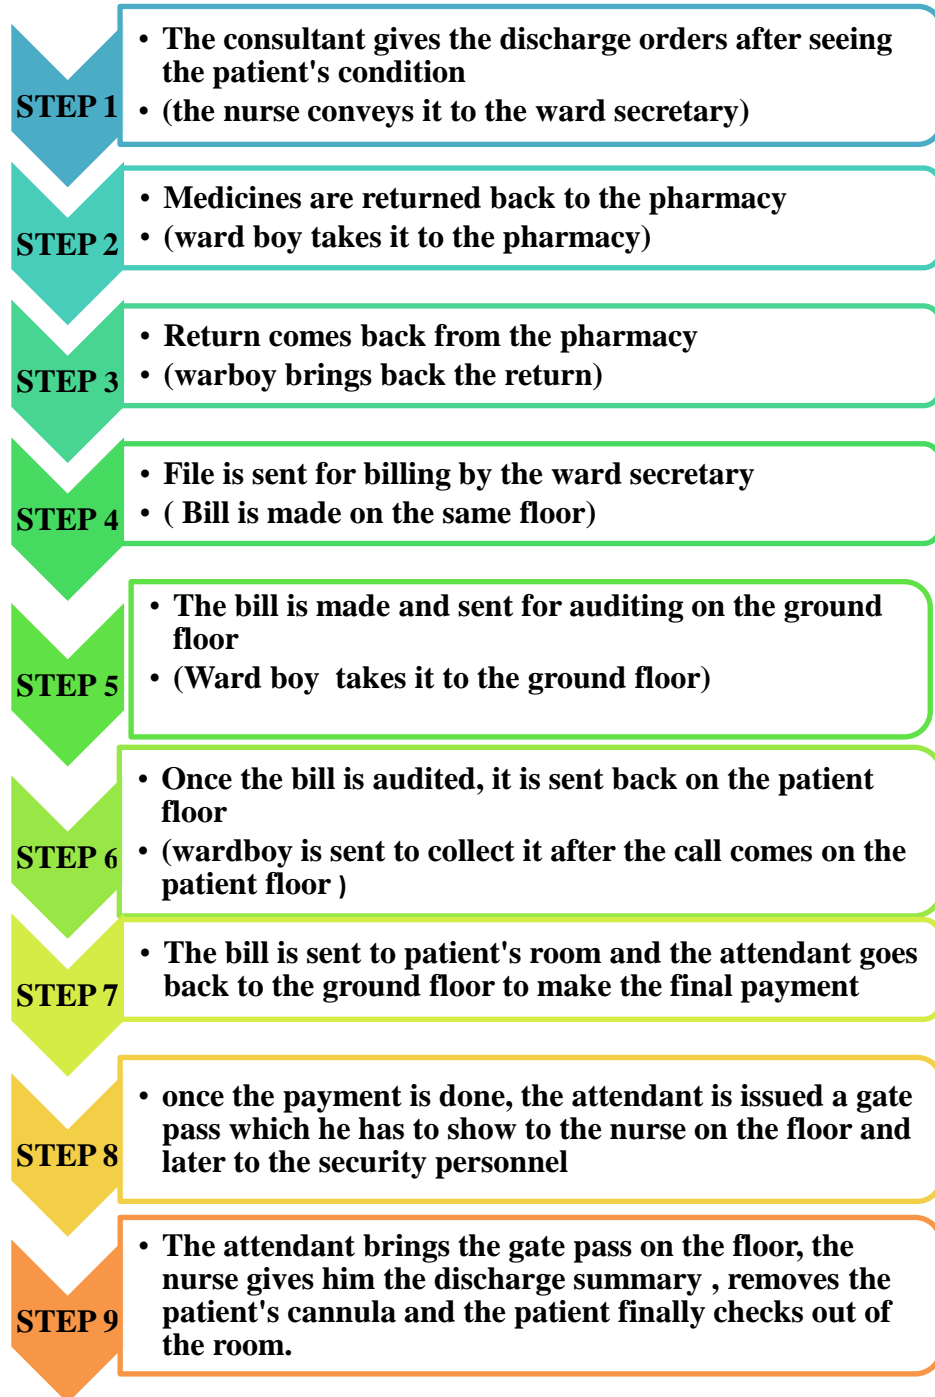 STEP 1
• The consultant gives the discharge orders after seeing
the patient's condition
• (the nurse conveys it to the ward secretary)
STEP 2
• Medicines are returned back to the pharmacy
• (ward boy takes it to the pharmacy)
STEP 3
• Return comes back from the pharmacy
• (warboy brings back the return)
STEP 4
• File is sent for billing by the ward secretary
• ( Bill is made on the same floor)
STEP 5
• The bill is made and sent for auditing on the ground
floor
• (Ward boy  takes it to the ground floor)
STEP 6
• Once the bill is audited, it is sent back on the patient
floor
• (wardboy is sent to collect it after the call comes on the
patient floor )
STEP 7
• The bill is sent to patient's room and the attendant goes
back to the ground floor to make the final payment
STEP 8
• once the payment is done, the attendant is issued a gate
pass which he has to show to the nurse on the floor and
later to the security personnel
STEP 9
• The attendant brings the gate pass on the floor, the
nurse gives him the discharge summary , removes the
patient's cannula and the patient finally checks out of
the room.